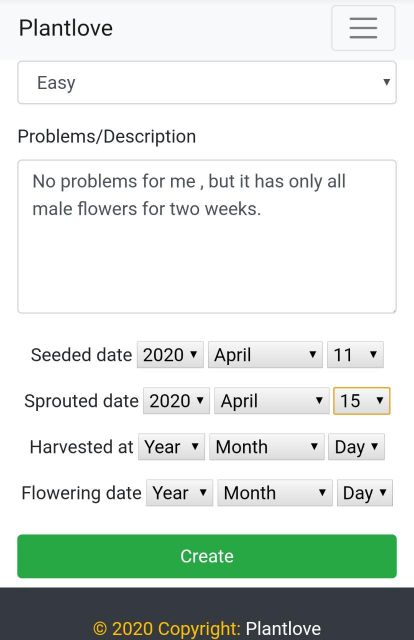 Plantlove
Easy
Problems/Description
No problems for me , but it has only all
male flowers for two weeks.
Seeded date 2020 April 11
Sprouted date 2020 April 15
Harvested at Year Month Day
Flowering date Year Month Day
Create
© 2020 Copyright: Plantlove